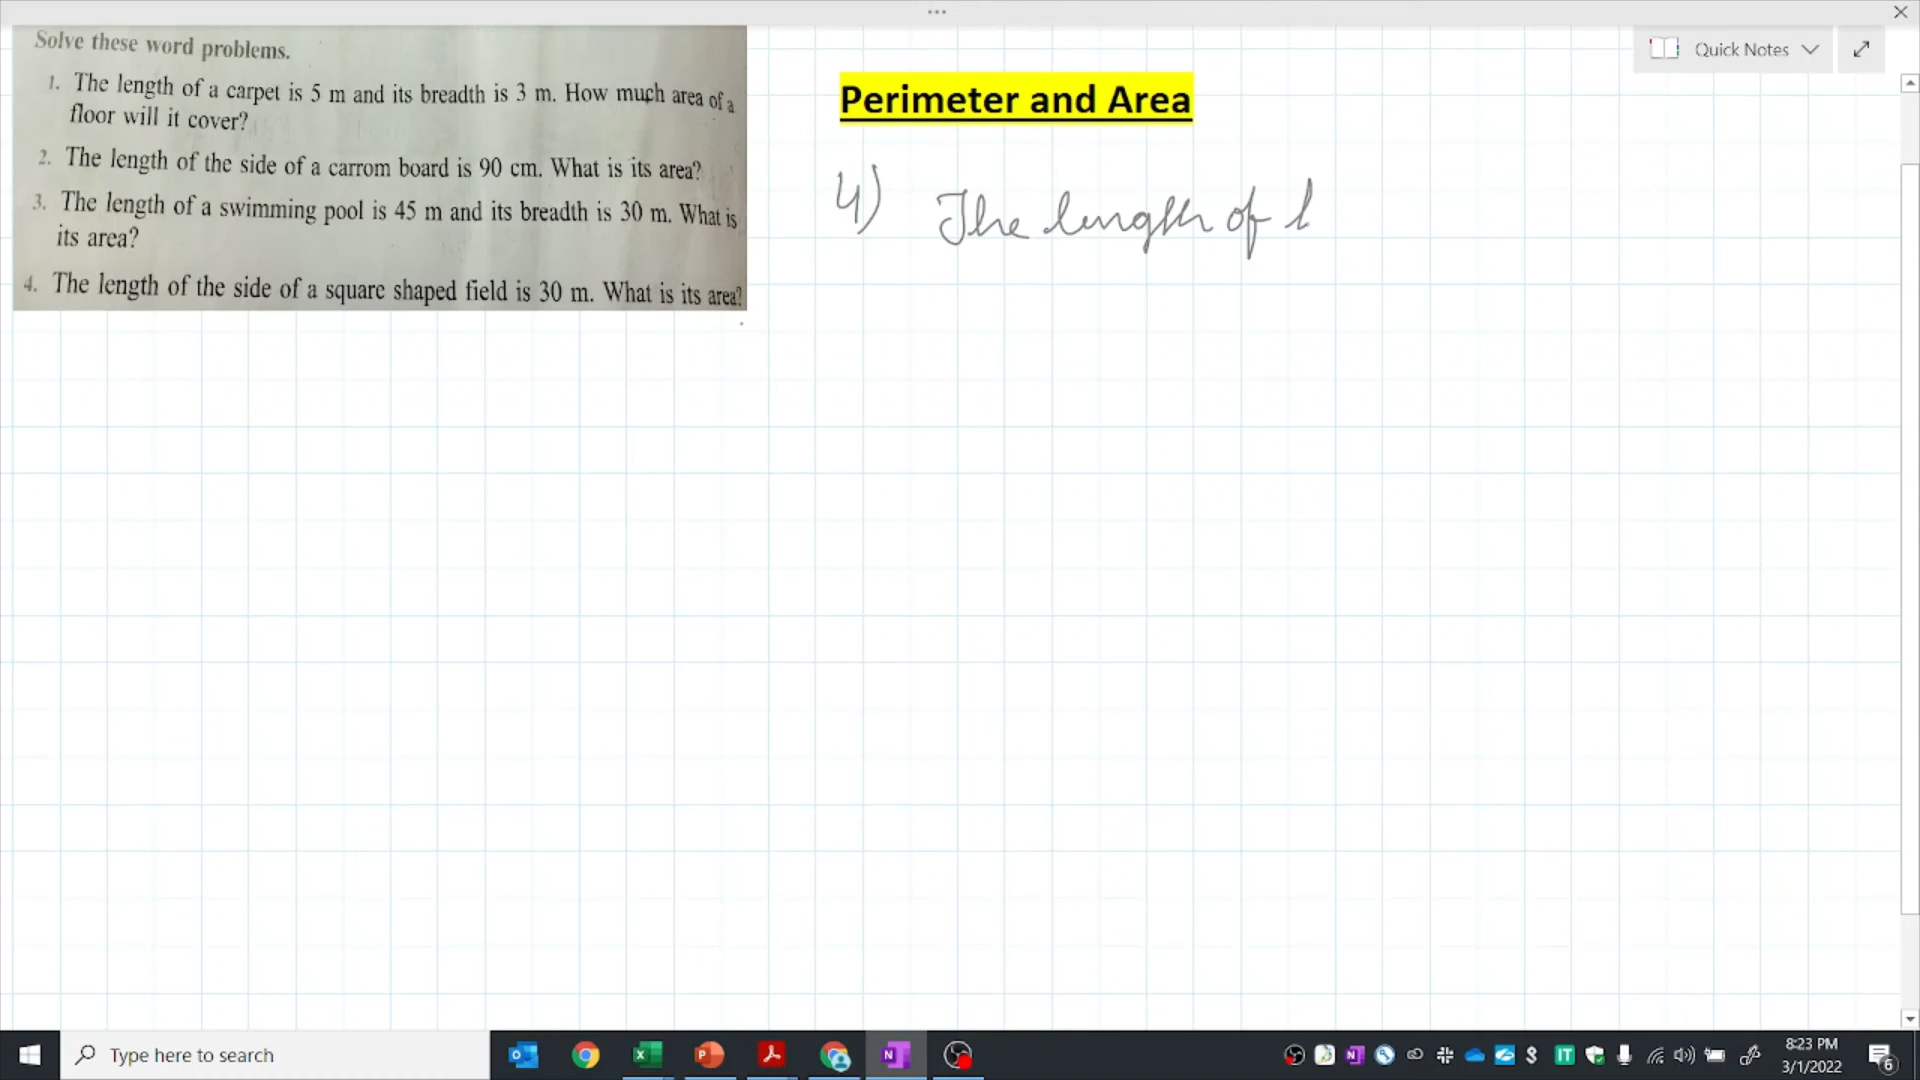 Quick Notes
Solve these word problems.
1. The length of a carpet is 5 m and its breadth is 3 m. How much area of a
floor will it cover?
2. The length of the side of a carrom board is 90 cm. What is its area?
3. The length of a swimming pool is 45 m and its breadth is 30 m. What is
its area?
4. The length of the side of a square shaped field is 30 m. What is its area?
Perimeter and Area
4) The length of
Type here to search
8:23 PM
3/1/2022
6